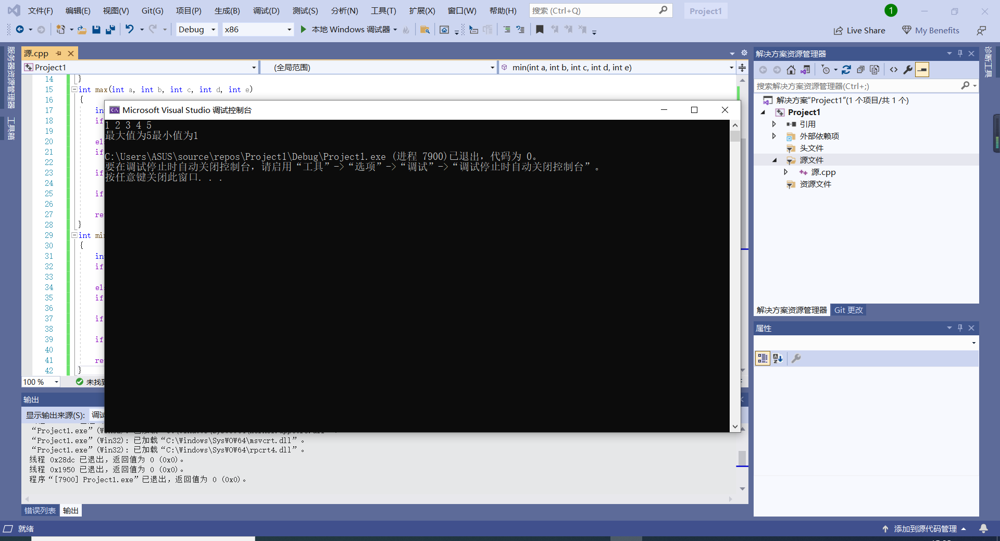 文件(F) 编辑(E) 视图(V) Git(G) 项目(P) 生成(B) 调试(D) 测试(S) 分析(N) 工具(T) 扩展(X) 窗口(W) 帮助(H) 搜索 (Ctrl+Q) Project1 1
Debug x86 本地 Windows 调试器 Live Share My Benefits
服务器资源管理器
工具箱
源.cpp
Project1 (全局范围) min(int a, int b, int c, int d, int e)
14 }
15 int max(int a, int b, int c, int d, int e)
16 {
17
18 if
19
20
21 if
22
23 if
24
25 if
26
27
28 }
29 int
30 {
31
32 if
33
34
35 if
36
37 if
38
39 if
40
41
42 }
100 %
Microsoft Visual Studio 调试控制台
1 2 3 4 5
最大值为5最小值为1
C:\Users\ASUS\source\repos\Project1\Debug\Project1.exe (进程 7900)已退出，代码为 0。
要在调试停止时自动关闭控制台，请启用“工具”->“选项”->“调试”->“调试停止时自动关闭控制台”。
按任意键关闭此窗口. . .
输出
显示输出来源(S): 调试
“Project1.exe”(Win32): 已加载“C:\Windows\SysWOW64\msvcrt.dll”。
“Project1.exe”(Win32): 已加载“C:\Windows\SysWOW64\rpcrt4.dll”。
线程 0x28dc 已退出，返回值为 0 (0x0)。
线程 0x1950 已退出，返回值为 0 (0x0)。
程序“[7900] Project1.exe”已退出，返回值为 0 (0x0)。
错误列表 输出
解决方案资源管理器
搜索解决方案资源管理器(Ctrl+;)
解决方案"Project1"(1 个项目/共 1 个)
Project1
引用
外部依赖项
头文件
源文件
源.cpp
资源文件
解决方案资源管理器 Git 更改
属性
诊断工具
就绪 添加到源代码管理